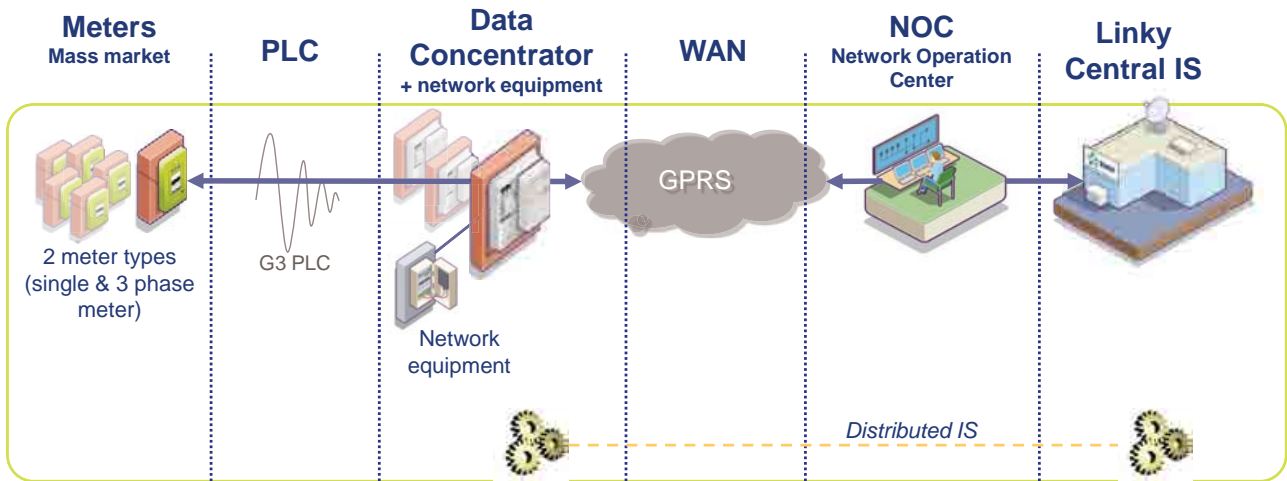 Meters
Mass market
PLC
Data
Concentrator
+ network equipment
WAN
NOC
Network Operation
Center
Linky
Central IS
GPRS
2 meter types
(single & 3 phase
meter)
G3 PLC
Network
equipment
Distributed IS